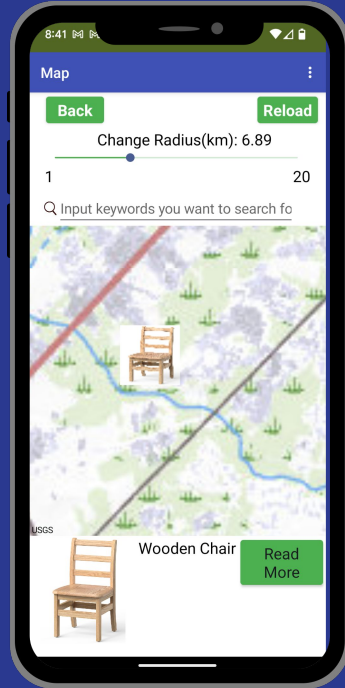 8:41
Map
Back
Reload
Change Radius(km): 6.89
1
20
Input keywords you want to search fo
USGS
Wooden Chair
Read
More